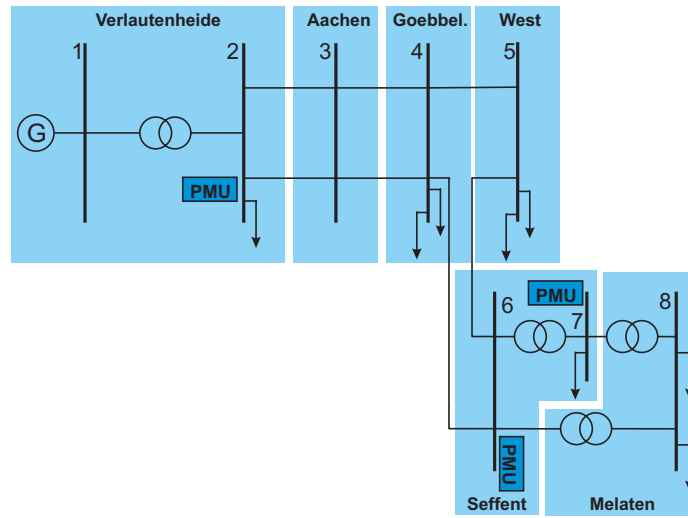 Verlautenheide
Aachen
Goebbel.
West
1
2
3
4
5
G
PMU
6
PMU
7
8
PMU
Seffent
Melaten